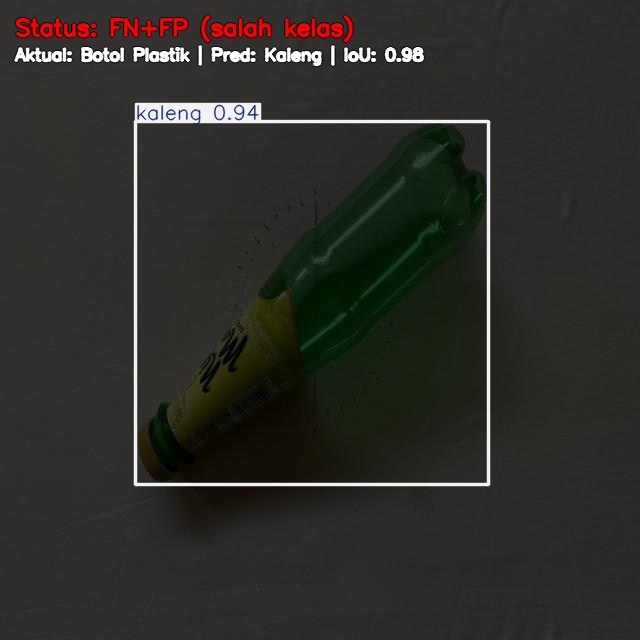 Status: FN+FP (salah kelas)
Aktual: Botol Plastik | Pred: Kaleng | IoU: 0.98
kaleng 0.94